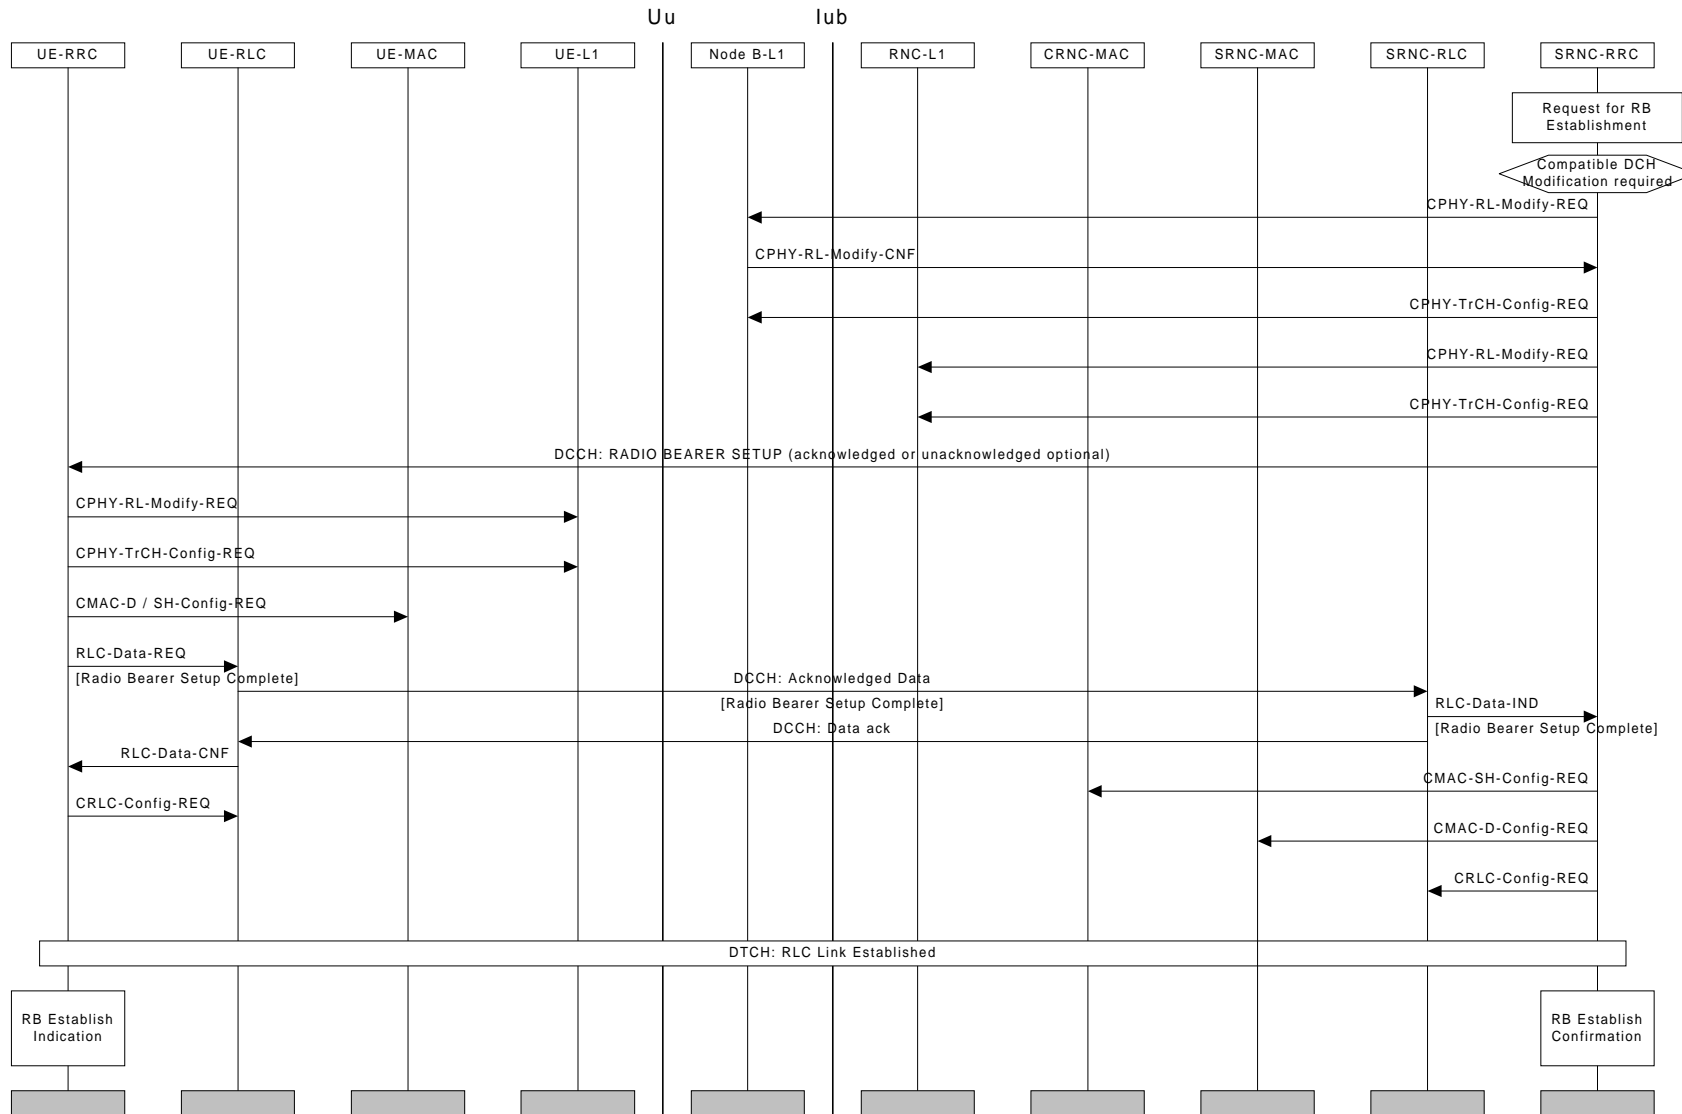 Uu
Iub
UE-RRC
UE-RLC
UE-MAC
UE-L1
Node B-L1
RNC-L1
CRNC-MAC
SRNC-MAC
SRNC-RLC
SRNC-RRC
Request for RB
Establishment
Compatible DCH
Modification required
CPHY-RL-Modify-REQ
CPHY-RL-Modify-CNF
CPHY-TrCH-Config-REQ
CPHY-RL-Modify-REQ
CPHY-TrCH-Config-REQ
DCCH: RADIO BEARER SETUP (acknowledged or unacknowledged optional)
CPHY-RL-Modify-REQ
CPHY-TrCH-Config-REQ
CMAC-D / SH-Config-REQ
RLC-Data-REQ
[Radio Bearer Setup Complete]
DCCH: Acknowledged Data
[Radio Bearer Setup Complete]
RLC-Data-IND
[Radio Bearer Setup Complete]
DCCH: Data ack
RLC-Data-CNF
CMAC-SH-Config-REQ
CRLC-Config-REQ
CMAC-D-Config-REQ
CRLC-Config-REQ
DTCH: RLC Link Established
RB Establish
Indication
RB Establish
Confirmation